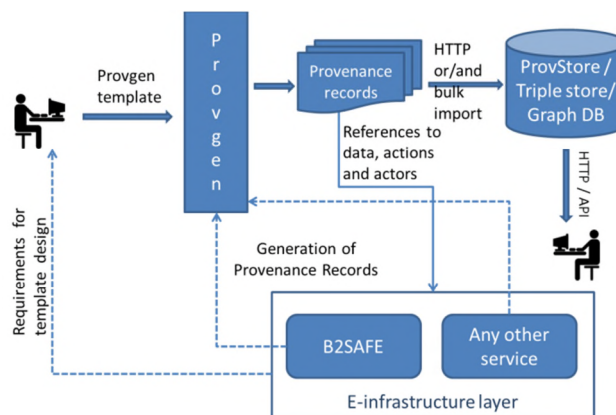 Provgen
template
Provgen
Provenance
records
HTTP
or/and
bulk
import
ProvStore /
Triple store/
Graph DB
References to
data, actions
and actors
HTTP / API
Requirements for
template design
Generation of
Provenance Records
B2SAFE
Any other
service
E-infrastructure layer